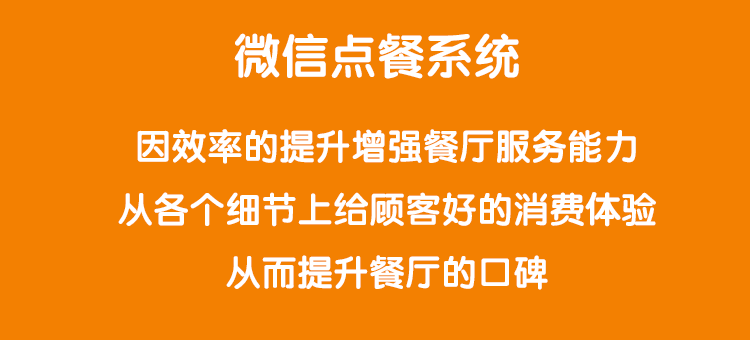 微信点餐系统
因效率的提升增强餐厅服务能力
从各个细节上给顾客好的消费体验
从而提升餐厅的口碑